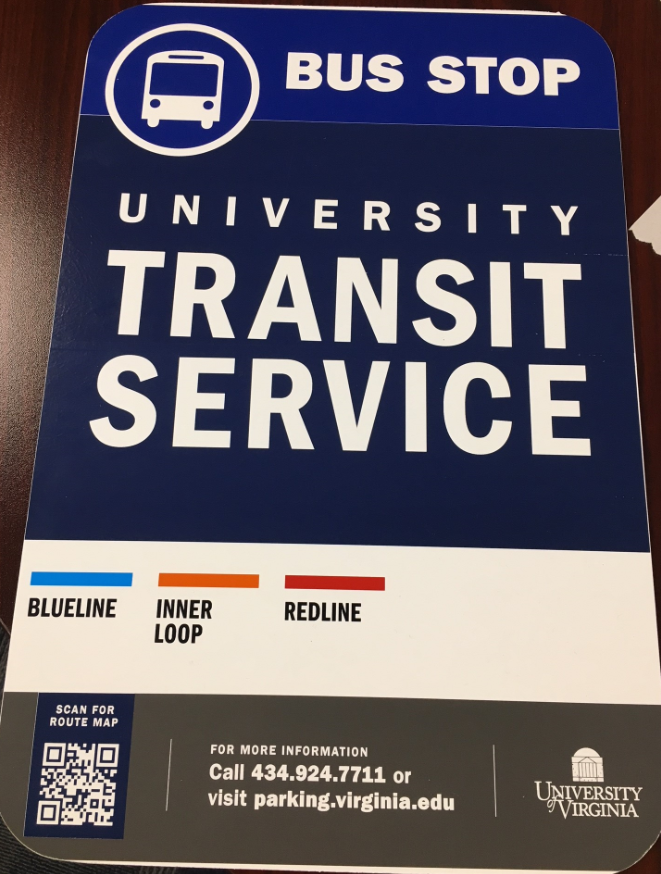 BUS STOP
UNIVERSITY
TRANSIT
SERVICE
BLUELINE
INNER
LOOP
REDLINE
SCAN FOR
ROUTE MAP
FOR MORE INFORMATION
Call 434.924.7711 or
visit parking.virginia.edu
UNIVERSITY
of VIRGINIA